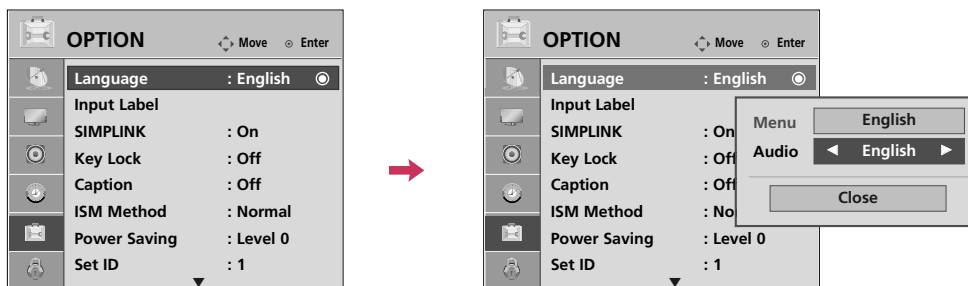 OPTION Move Enter
Language : English
Input Label
SIMPLINK : On
Key Lock : Off
Caption : Off
ISM Method : Normal
Power Saving : Level 0
Set ID : 1
OPTION Move Enter
Language : English
Input Label
SIMPLINK : On
Key Lock : Off
Caption : Off
ISM Method : No
Power Saving : Level 0
Set ID : 1
Menu English
Audio English
Close